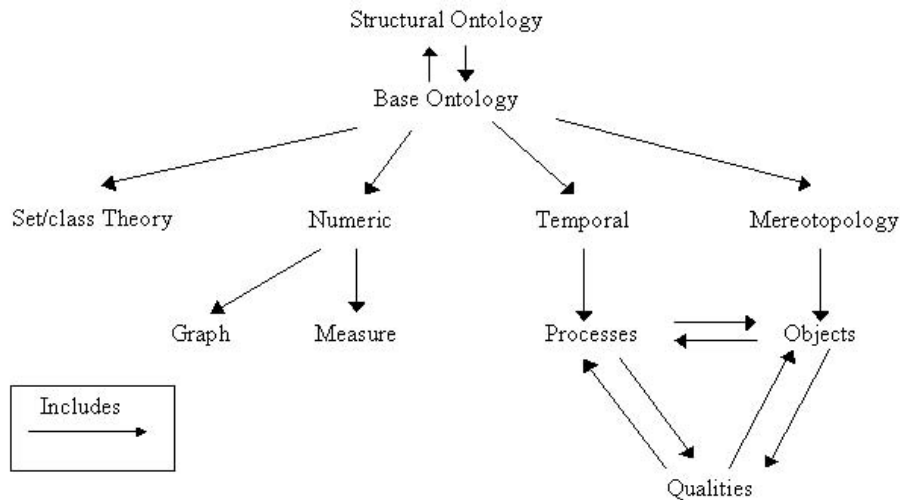 Structural Ontology
Base Ontology
Set/class Theory
Numeric
Temporal
Mereotopology
Graph
Measure
Processes
Objects
Includes
Qualities